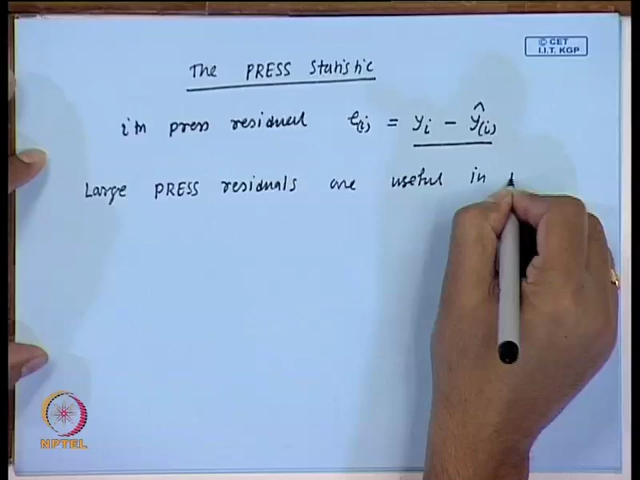 © CET
I.I.T. KGP
The PRESS Statistic
ith press residual e(i) = yi - ŷ(i)
Large PRESS residuals are useful in
NPTEL